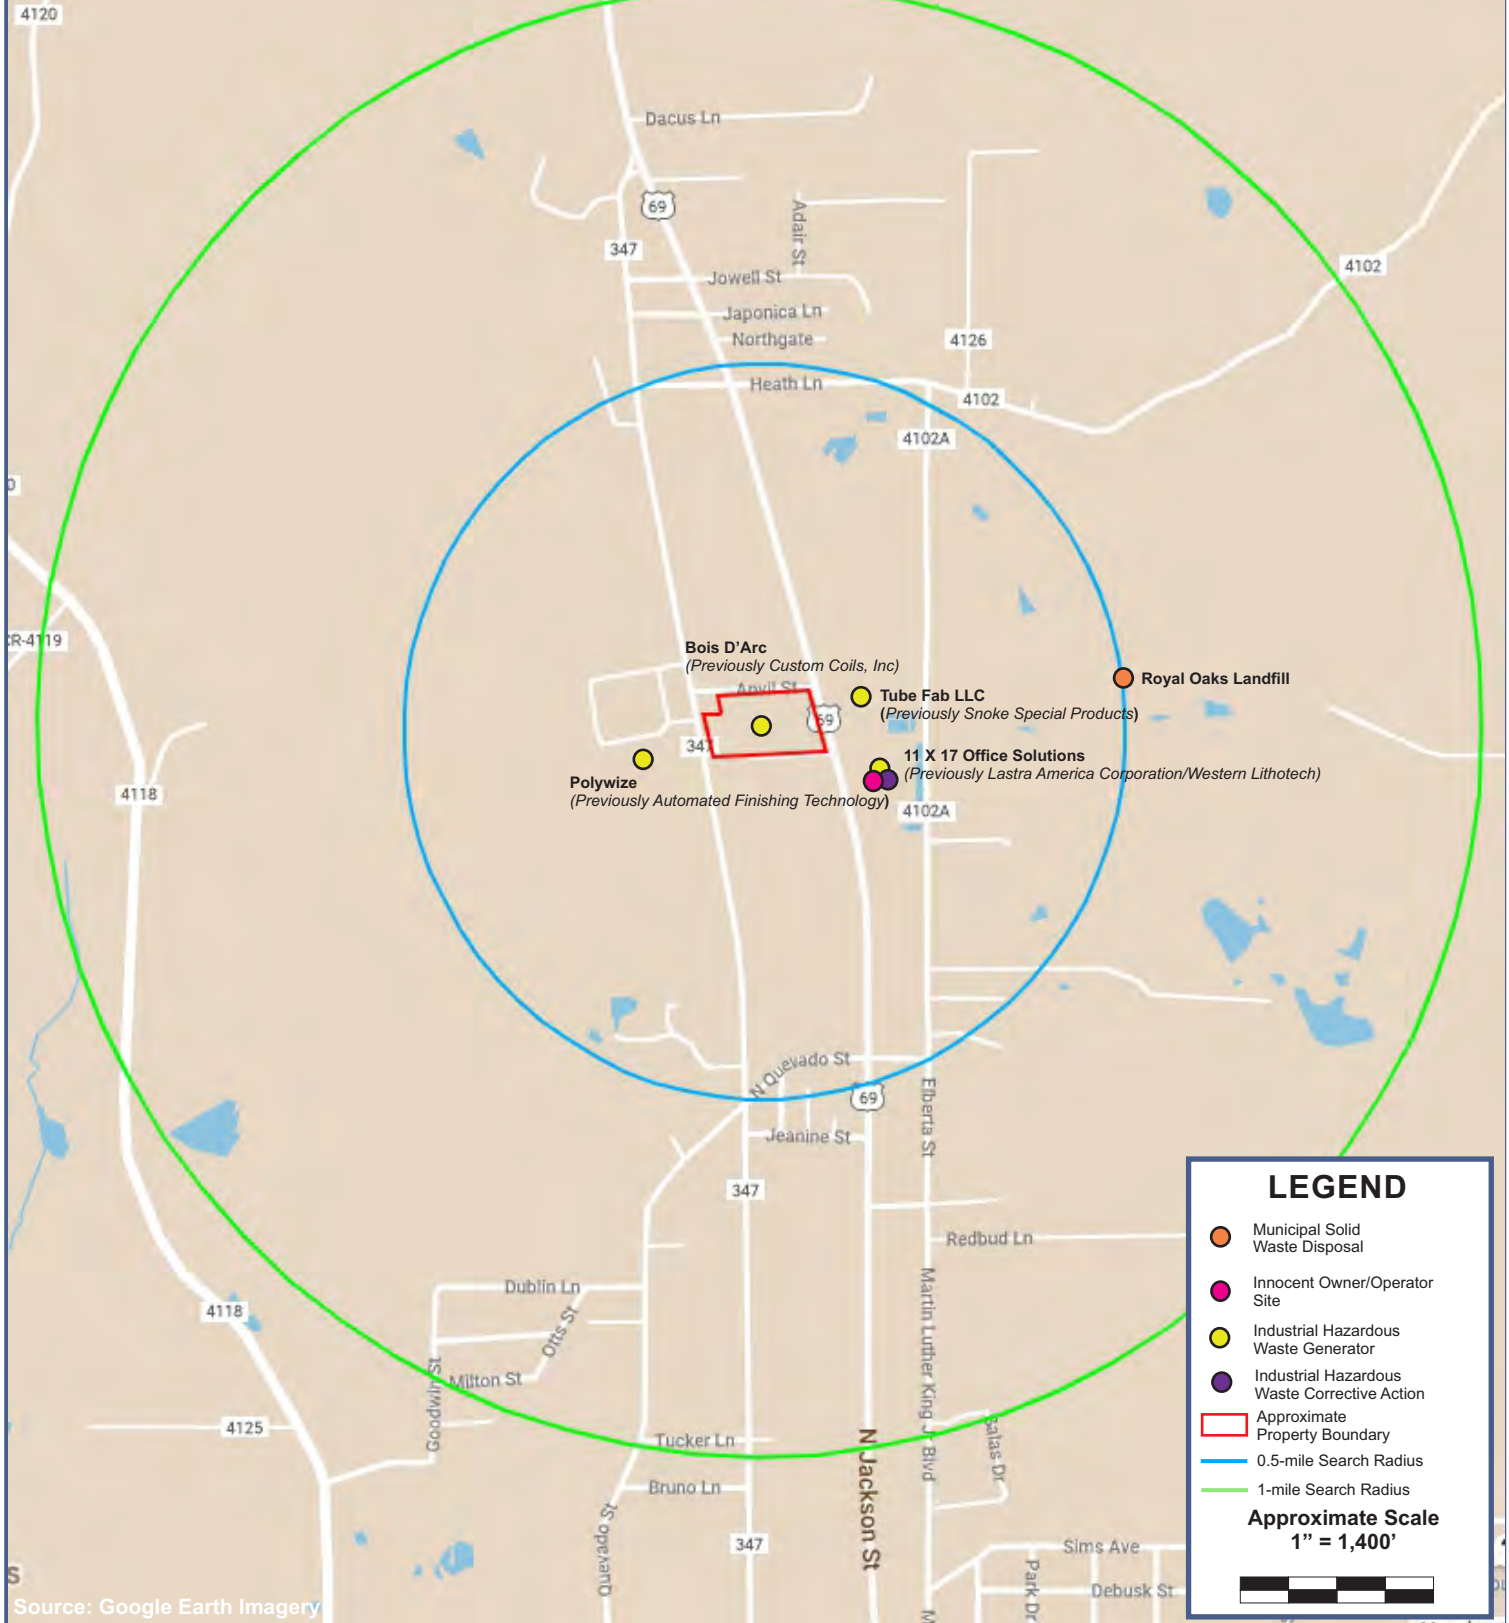 4120
Dacus Ln
69
Adair St
347
4102
Jowell St
Japonica Ln
Northgate
4126
Heath Ln
4102
4102A
CR-4119
Bois D’Arc
(Previously Custom Coils, Inc)
Anvil St
Royal Oaks Landfill
Tube Fab LLC
(Previously Snoke Special Products)
69
347
11 X 17 Office Solutions
(Previously Lastra America Corporation/Western Lithotech)
Polywize
(Previously Automated Finishing Technology)
4118
4102A
N Quevado St
69
Elberta St
Jeanine St
347
Redbud Ln
Dublin Ln
Otts St
4118
Martin Luther King Jr Blvd
Goodwin St
Milton St
4125
Tucker Ln
N Jackson St
Salas Dr
Bruno Ln
Quevado St
347
Sims Ave
Park Dr
Debusk St
S
M
LEGEND
Municipal Solid
Waste Disposal
Innocent Owner/Operator
Site
Industrial Hazardous
Waste Generator
Industrial Hazardous
Waste Corrective Action
Approximate
Property Boundary
0.5-mile Search Radius
1-mile Search Radius
Approximate Scale
1” = 1,400’
Source: Google Earth Imagery